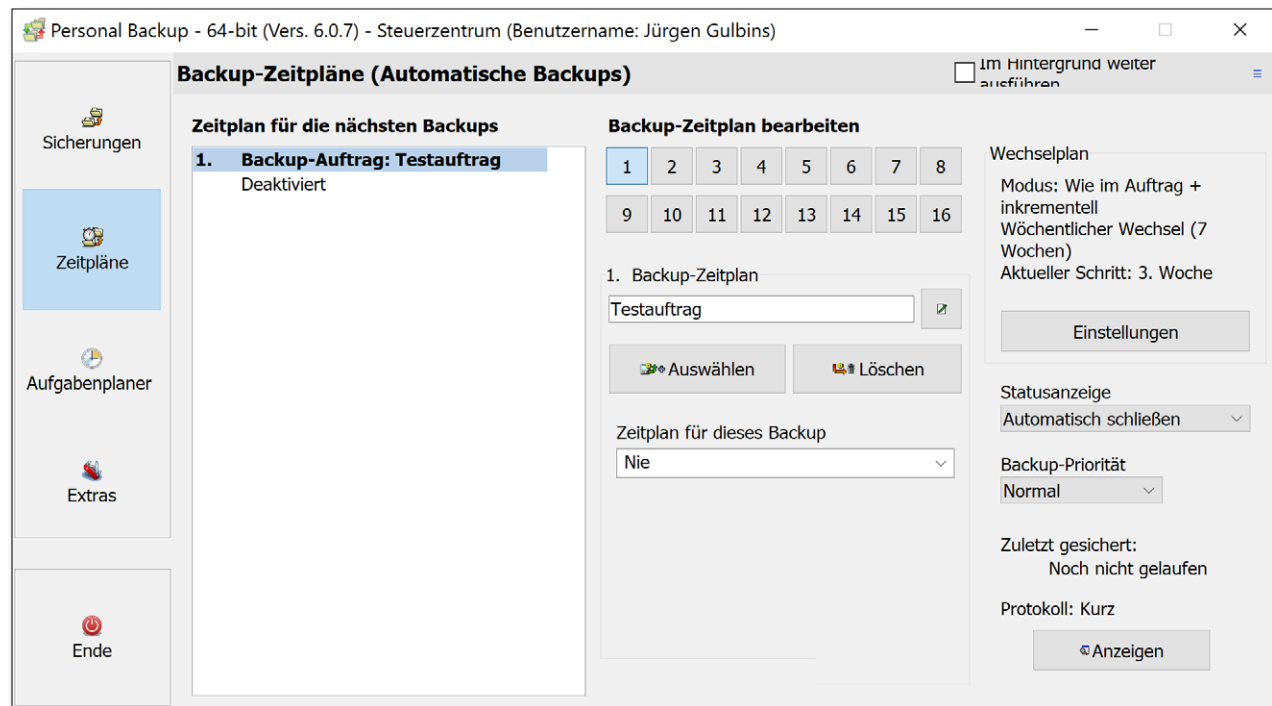 Personal Backup - 64-bit (Vers. 6.0.7) - Steuerzentrum (Benutzername: Jürgen Gulbins)
Backup-Zeitpläne (Automatische Backups)
Im Hintergrund weiter
ausführen
Sicherungen
Zeitpläne
Aufgabenplaner
Extras
Ende
Zeitplan für die nächsten Backups
1. Backup-Auftrag: Testauftrag
Deaktiviert
Backup-Zeitplan bearbeiten
1 2 3 4 5 6 7 8
9 10 11 12 13 14 15 16
1. Backup-Zeitplan
Testauftrag
Auswählen Löschen
Zeitplan für dieses Backup
Nie
Wechselplan
Modus: Wie im Auftrag +
inkrementell
Wöchentlicher Wechsel (7
Wochen)
Aktueller Schritt: 3. Woche
Einstellungen
Statusanzeige
Automatisch schließen
Backup-Priorität
Normal
Zuletzt gesichert:
Noch nicht gelaufen
Protokoll: Kurz
Anzeigen